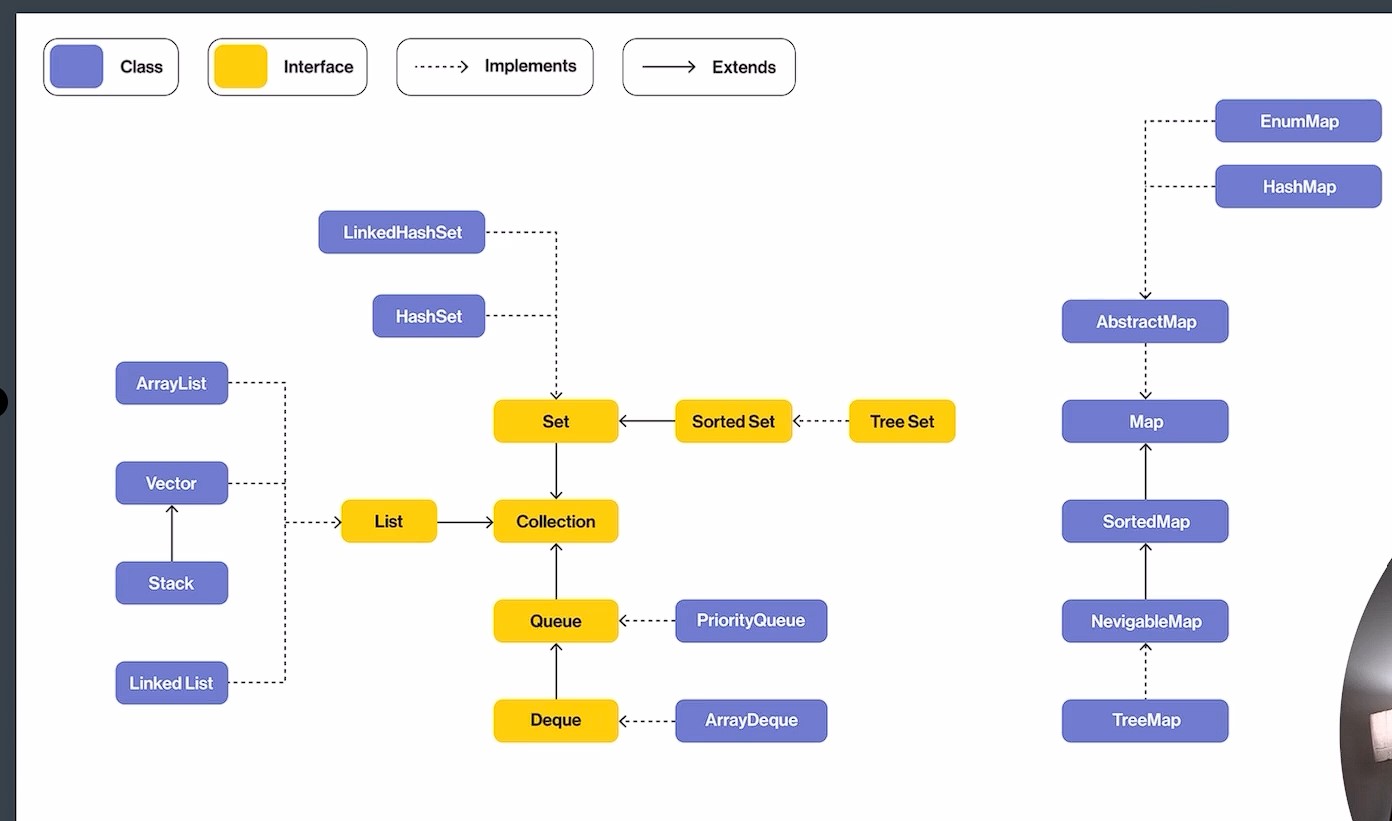 Class
Interface
Implements
Extends
EnumMap
HashMap
LinkedHashSet
HashSet
AbstractMap
ArrayList
Set
Sorted Set
Tree Set
Map
Vector
List
Collection
SortedMap
Stack
Queue
PriorityQueue
NevigableMap
Linked List
Deque
ArrayDeque
TreeMap